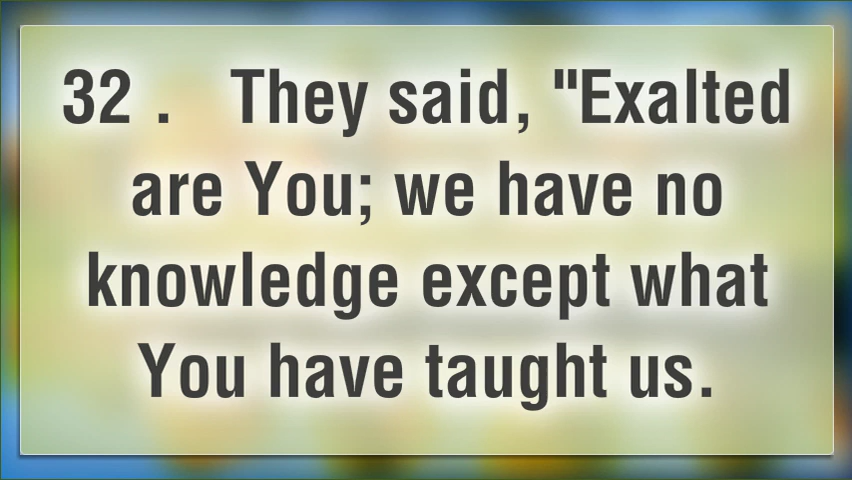 32 . They said, "Exalted
are You; we have no
knowledge except what
You have taught us.